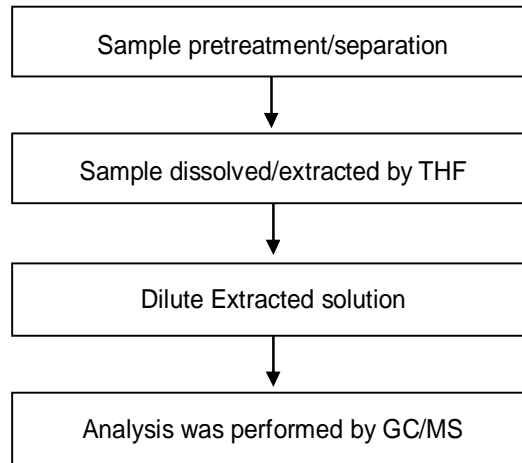 Sample pretreatment/separation
Sample dissolved/extracted by THF
Dilute Extracted solution
Analysis was performed by GC/MS